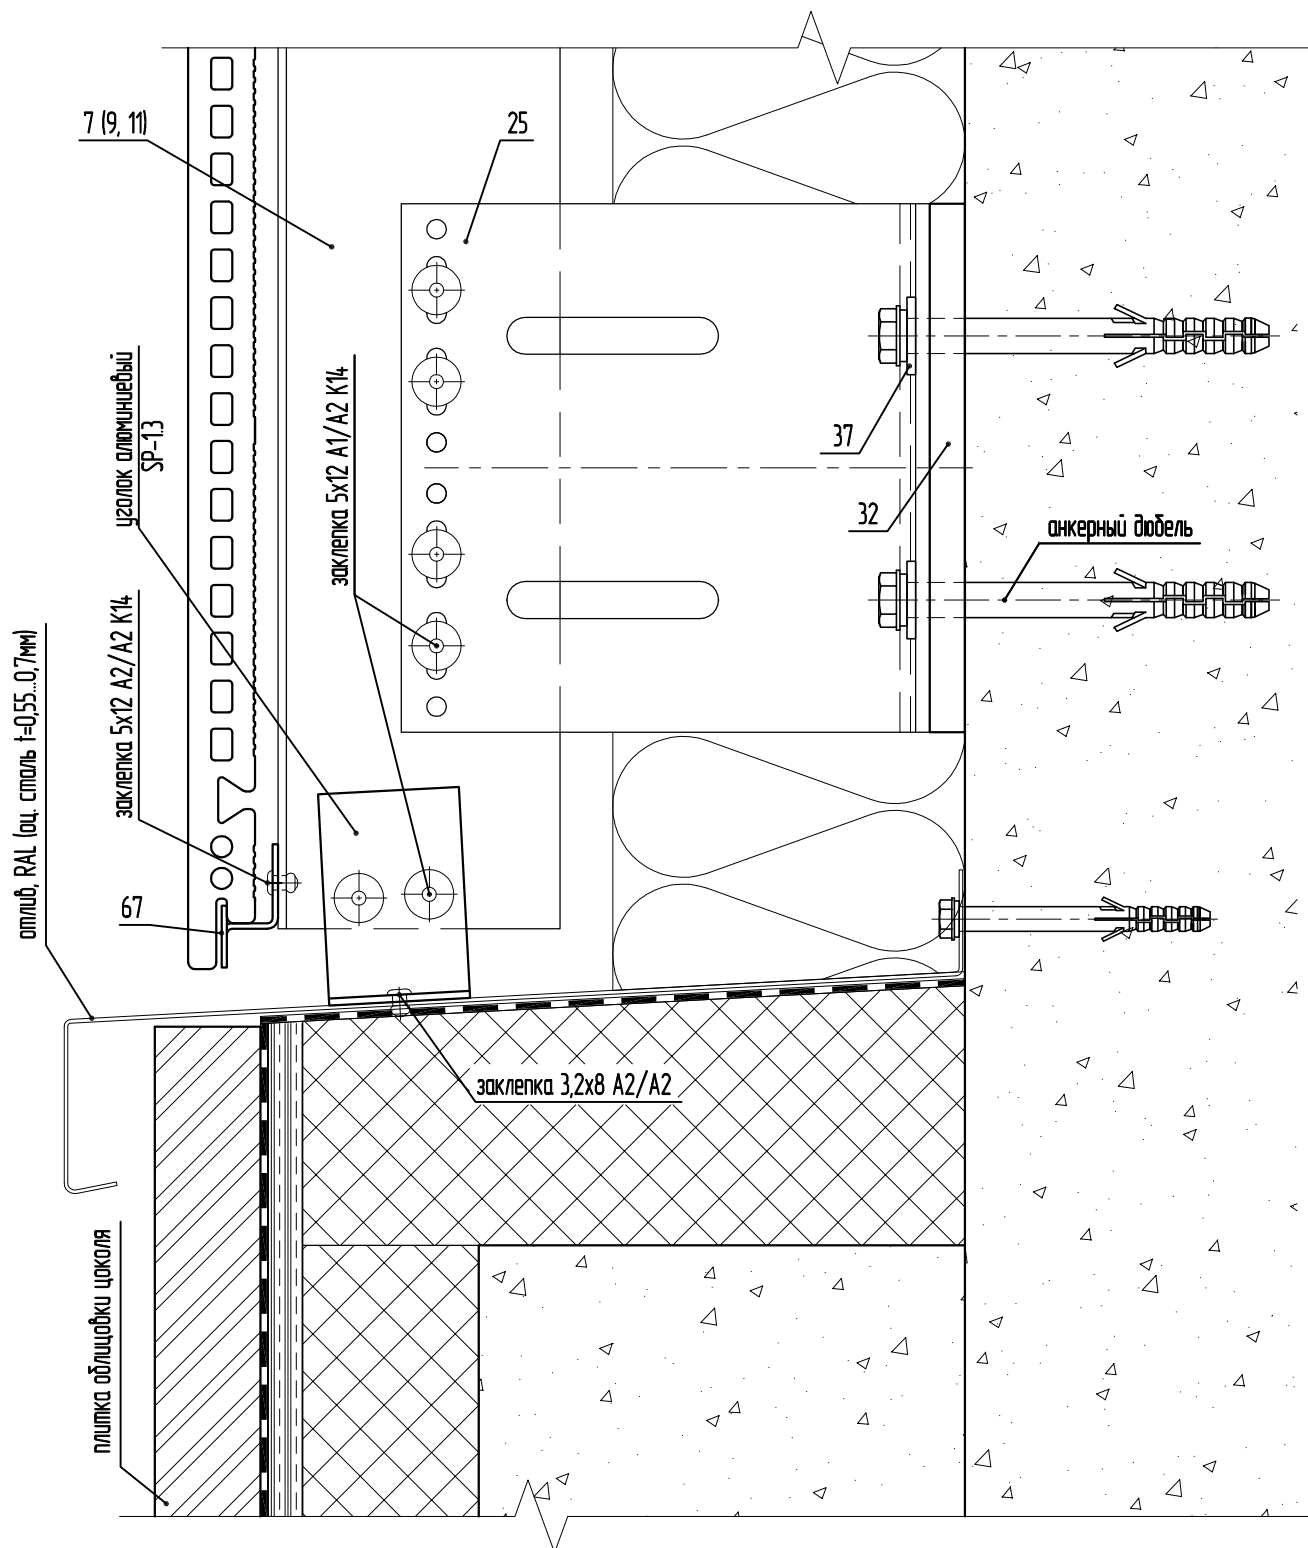 7 (9, 11)
25
уголок алюминиевый
SP-1.3
заклепка 5х12 А1/А2 К14
37
32
анкерный дюбель
заклепка 5х12 А2/А2 К14
отлив, RAL (оц. сталь t=0,55...0,7мм)
67
заклепка 3,2х8 А2/А2
плитка облицовки цоколя